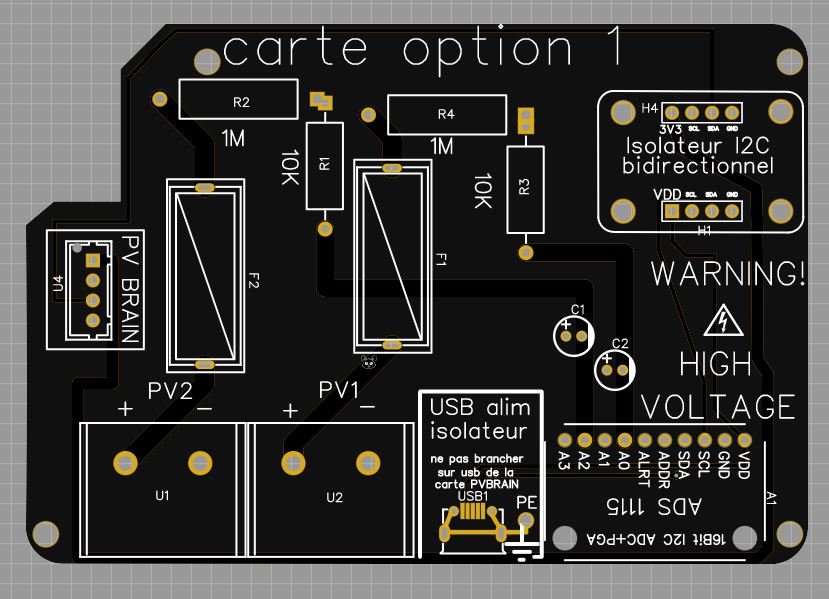 carte option 1
R2
1M
R4
1M
R1
10K
R3
10K
H4
3V3 SCL SDA GND
Isolateur I2C
bidirectionnel
VDD SCL SDA GND
H1
U4
PV BRAIN
F2
F1
WARNING!
HIGH
VOLTAGE
C1
+
C2
+
PV2
+ −
PV1
+ −
U1
U2
USB alim
isolateur
ne pas brancher
sur usb de la
carte PVBRAIN
USB1
PE
A3 A2 A1 A0 ALRT ADDR SDA SCL GND VDD
ADS 1115
16Bit I2C ADC+PGA
A1